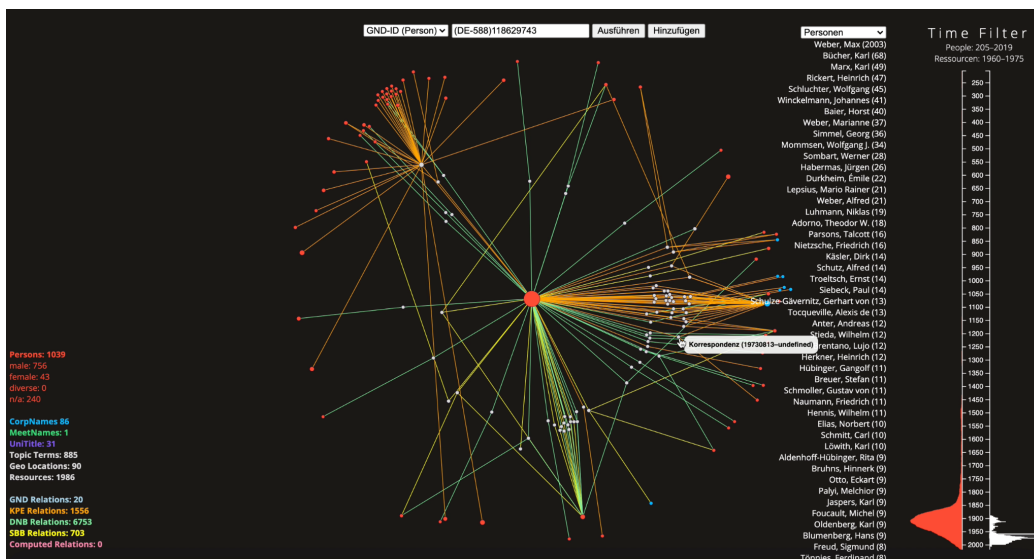 GND-ID (Person) (DE-588)118629743 Ausführen Hinzufügen
Personen
Weber, Max (2003)
Bücher, Karl (68)
Marx, Karl (49)
Rickert, Heinrich (47)
Schluchter, Wolfgang (45)
Winckelmann, Johannes (41)
Baier, Horst (40)
Weber, Marianne (37)
Simmel, Georg (36)
Mommsen, Wolfgang J. (34)
Sombart, Werner (28)
Habermas, Jürgen (26)
Durkheim, Émile (22)
Lepsius, Mario Rainer (21)
Weber, Alfred (21)
Luhmann, Niklas (19)
Adorno, Theodor W. (18)
Parsons, Talcott (16)
Nietzsche, Friedrich (16)
Käsler, Dirk (14)
Schutz, Alfred (14)
Troeltsch, Ernst (14)
Siebeck, Paul (14)
Schulze-Gävernitz, Gerhart von (13)
Tocqueville, Alexis de (13)
Anter, Andreas (12)
Stieda, Wilhelm (12)
rentano, Lujo (12)
Korrespondenz (19730813–undefined)
Herkner, Heinrich (12)
Hübinger, Gangolf (11)
Breuer, Stefan (11)
Schmoller, Gustav von (11)
Naumann, Friedrich (11)
Hennis, Wilhelm (11)
Elias, Norbert (10)
Schmitt, Carl (10)
Löwith, Karl (10)
Aldenhoff-Hübinger, Rita (9)
Bruhns, Hinnerk (9)
Otto, Eckart (9)
Palyi, Melchior (9)
Jaspers, Karl (9)
Foucault, Michel (9)
Oldenberg, Karl (9)
Blumenberg, Hans (9)
Freud, Sigmund (8)
Tönnies, Ferdinand (8)
Time Filter
People: 205–2019
Ressourcen: 1960–1975
250
300
350
400
450
500
550
600
650
700
750
800
850
900
950
1000
1050
1100
1150
1200
1250
1300
1350
1400
1450
1500
1550
1600
1650
1700
1750
1800
1850
1900
1950
2000
Persons: 1039
male: 756
female: 43
diverse: 0
n/a: 240
CorpNames 86
MeetNames: 1
UniTitle: 31
Topic Terms: 885
Geo Locations: 90
Resources: 1986
GND Relations: 20
KPE Relations: 1556
DNB Relations: 6753
SBB Relations: 703
Computed Relations: 0